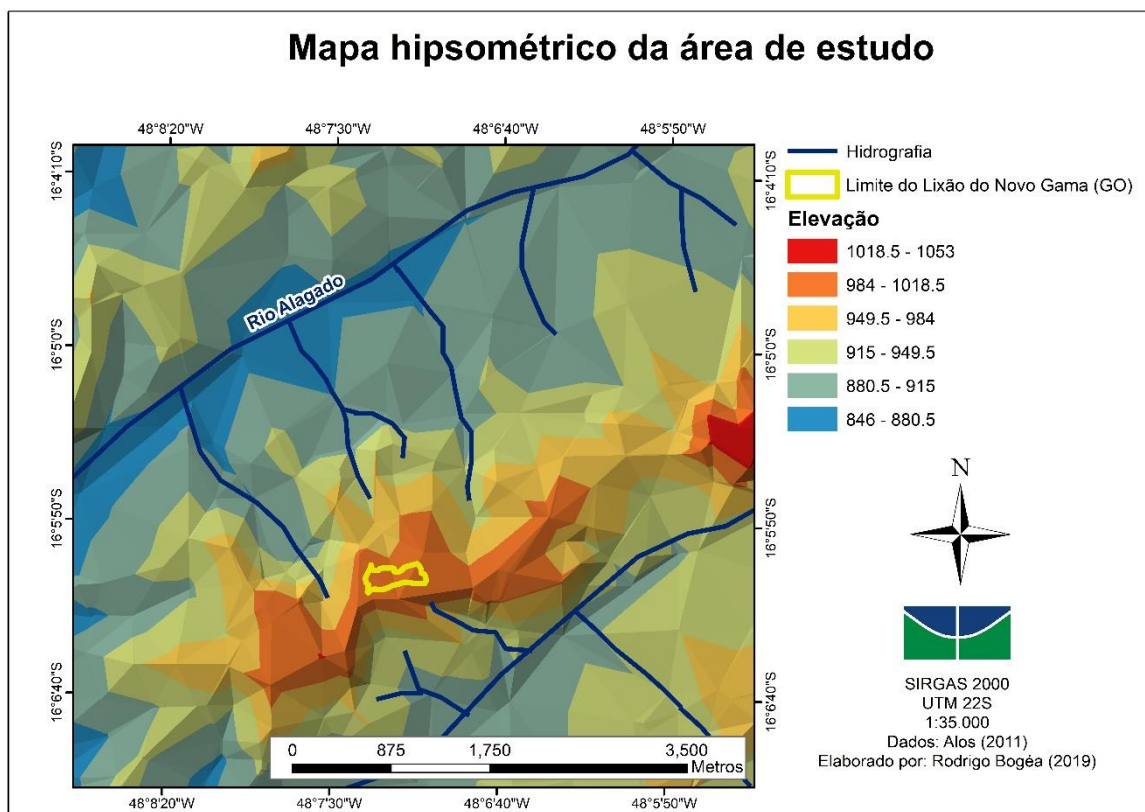 Mapa hipsométrico da área de estudo
48°8'20"W 48°7'30"W 48°6'40"W 48°5'50"W
16°4'10"S
16°5'0"S
16°5'50"S
16°6'40"S
Rio Alagado
16°4'10"S
16°5'0"S
16°5'50"S
16°6'40"S
0 875 1,750 3,500
Metros
48°8'20"W 48°7'30"W 48°6'40"W 48°5'50"W
Hidrografia
Limite do Lixão do Novo Gama (GO)
Elevação
1018.5 - 1053
984 - 1018.5
949.5 - 984
915 - 949.5
880.5 - 915
846 - 880.5
N
SIRGAS 2000
UTM 22S
1:35.000
Dados: Alos (2011)
Elaborado por: Rodrigo Bogéa (2019)